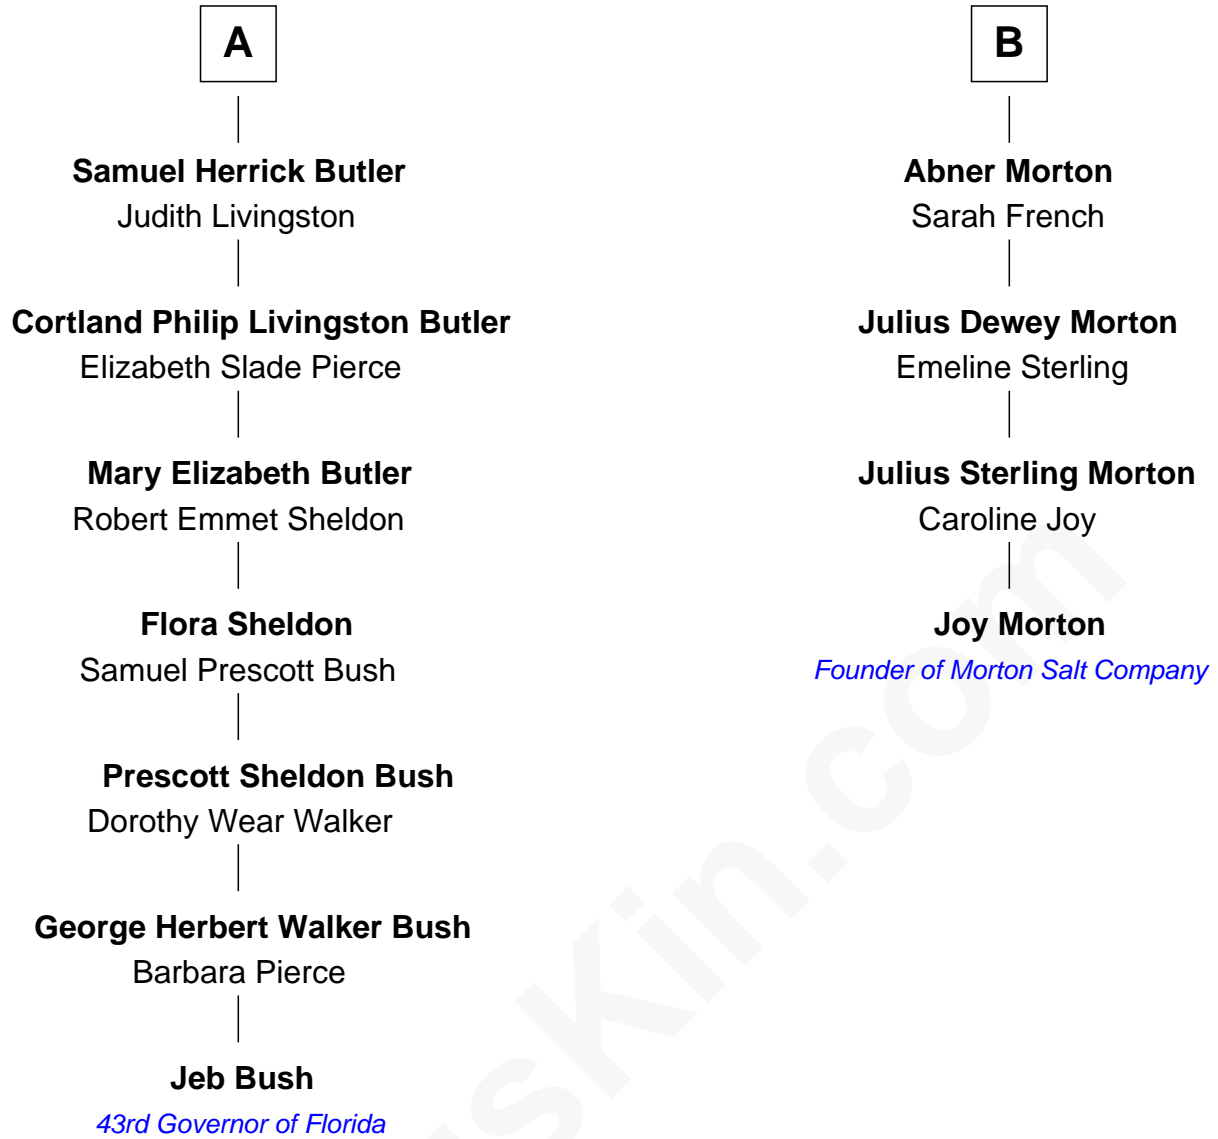 A
Samuel Herrick Butler
Judith Livingston
Cortland Philip Livingston Butler
Elizabeth Slade Pierce
Mary Elizabeth Butler
Robert Emmet Sheldon
Flora Sheldon
Samuel Prescott Bush
Prescott Sheldon Bush
Dorothy Wear Walker
George Herbert Walker Bush
Barbara Pierce
Jeb Bush
43rd Governor of Florida
B
Abner Morton
Sarah French
Julius Dewey Morton
Emeline Sterling
Julius Sterling Morton
Caroline Joy
Joy Morton
Founder of Morton Salt Company
sKin.com